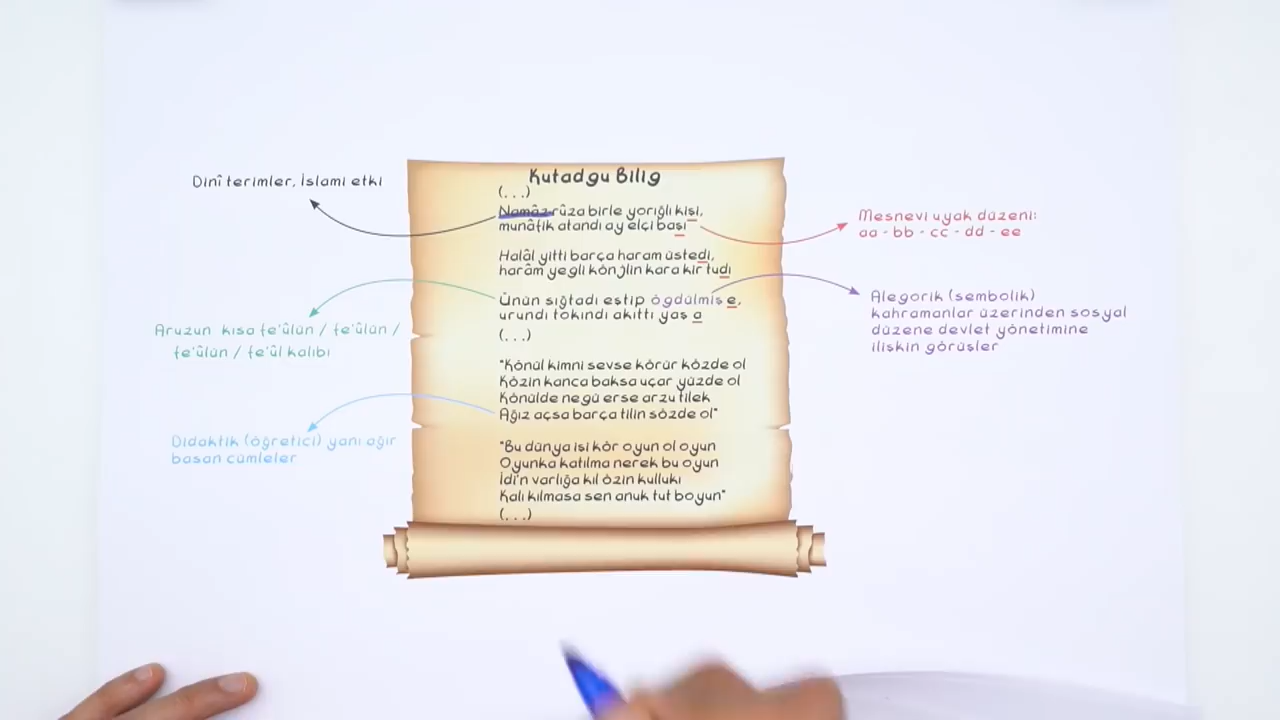 Kutadgu Bilig
(...)
Namâz rûza birle yorığlı kişi,
munâfık atandı ay elçi başı
Halâl yitti barça haram üstedi,
harâm yegli könğlin kara kir tudı
Ünün sığtadı estip ögdülmiş e,
urundı tokındı akıttı yaş a
(...)
"Könül kimni sevse körür közde ol
Közin kanca baksa uçar yüzde ol
Könülde negü erse arzu tilek
Ağız açsa barça tilin sözde ol"
"Bu dünya isi kör oyun ol oyun
Oyunka katılma nerek bu oyun
İdi'n varlığa kıl özin kulluki
Kalı kılmasa sen anuk tut boyun"
(...)
Dinî terimler, İslami etki
Aruzun kısa fe'ûlün / fe'ûlün /
fe'ûlün / fe'ûl kalıbı
Didaktik (öğretici) yanı ağır
basan cümleler
Mesnevi uyak düzeni:
aa - bb - cc - dd - ee
Alegorik (sembolik)
kahramanlar üzerinden sosyal
düzene devlet yönetimine
ilişkin görüşler